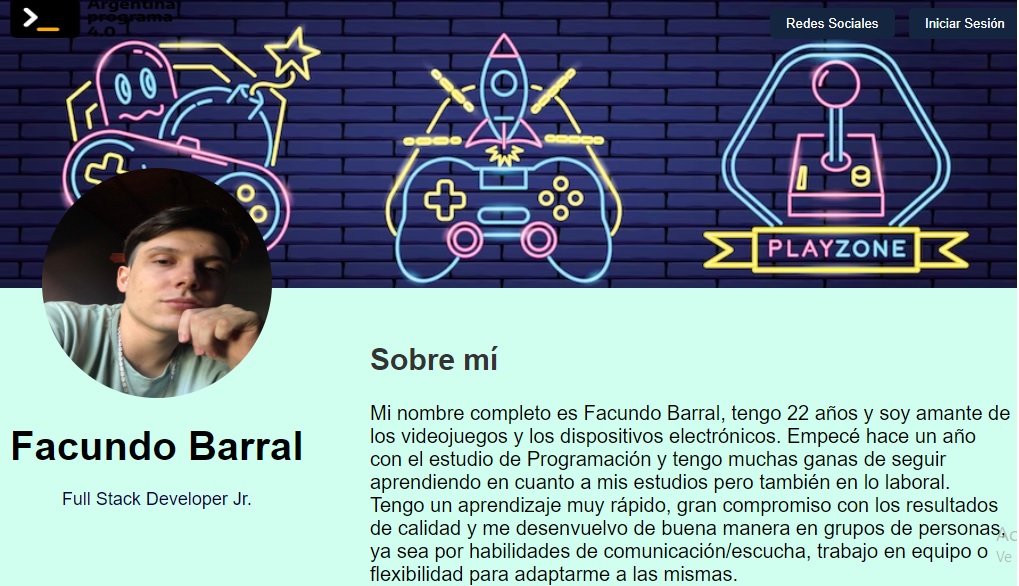 Argentina
programa
4.0
Redes Sociales
Iniciar Sesión
PLAYZONE
Facundo Barral
Full Stack Developer Jr.
Sobre mí
Mi nombre completo es Facundo Barral, tengo 22 años y soy amante de
los videojuegos y los dispositivos electrónicos. Empecé hace un año
con el estudio de Programación y tengo muchas ganas de seguir
aprendiendo en cuanto a mis estudios pero también en lo laboral.
Tengo un aprendizaje muy rápido, gran compromiso con los resultados
de calidad y me desenvuelvo de buena manera en grupos de personas,
ya sea por habilidades de comunicación/escucha, trabajo en equipo o
flexibilidad para adaptarme a las mismas.
Ve